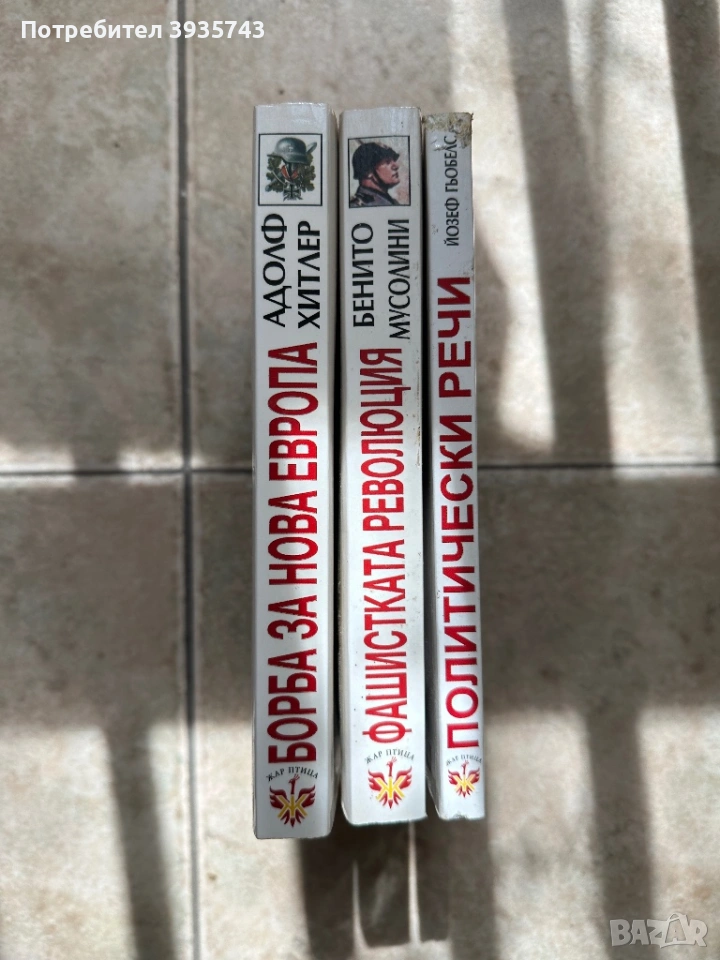 Потребител 3935743
АДОЛФ
ХИТЛЕР
БОРБА ЗА НОВА ЕВРОПА
ЖАР ПТИЦА
Ж
БЕНИТО
МУСОЛИНИ
ФАШИСТКАТА РЕВОЛЮЦИЯ
ЖАР ПТИЦА
Ж
ЙОЗЕФ ГЬОБЕЛС
ПОЛИТИЧЕСКИ РЕЧИ
ЖАР ПТИЦА
Ж
BAZAR